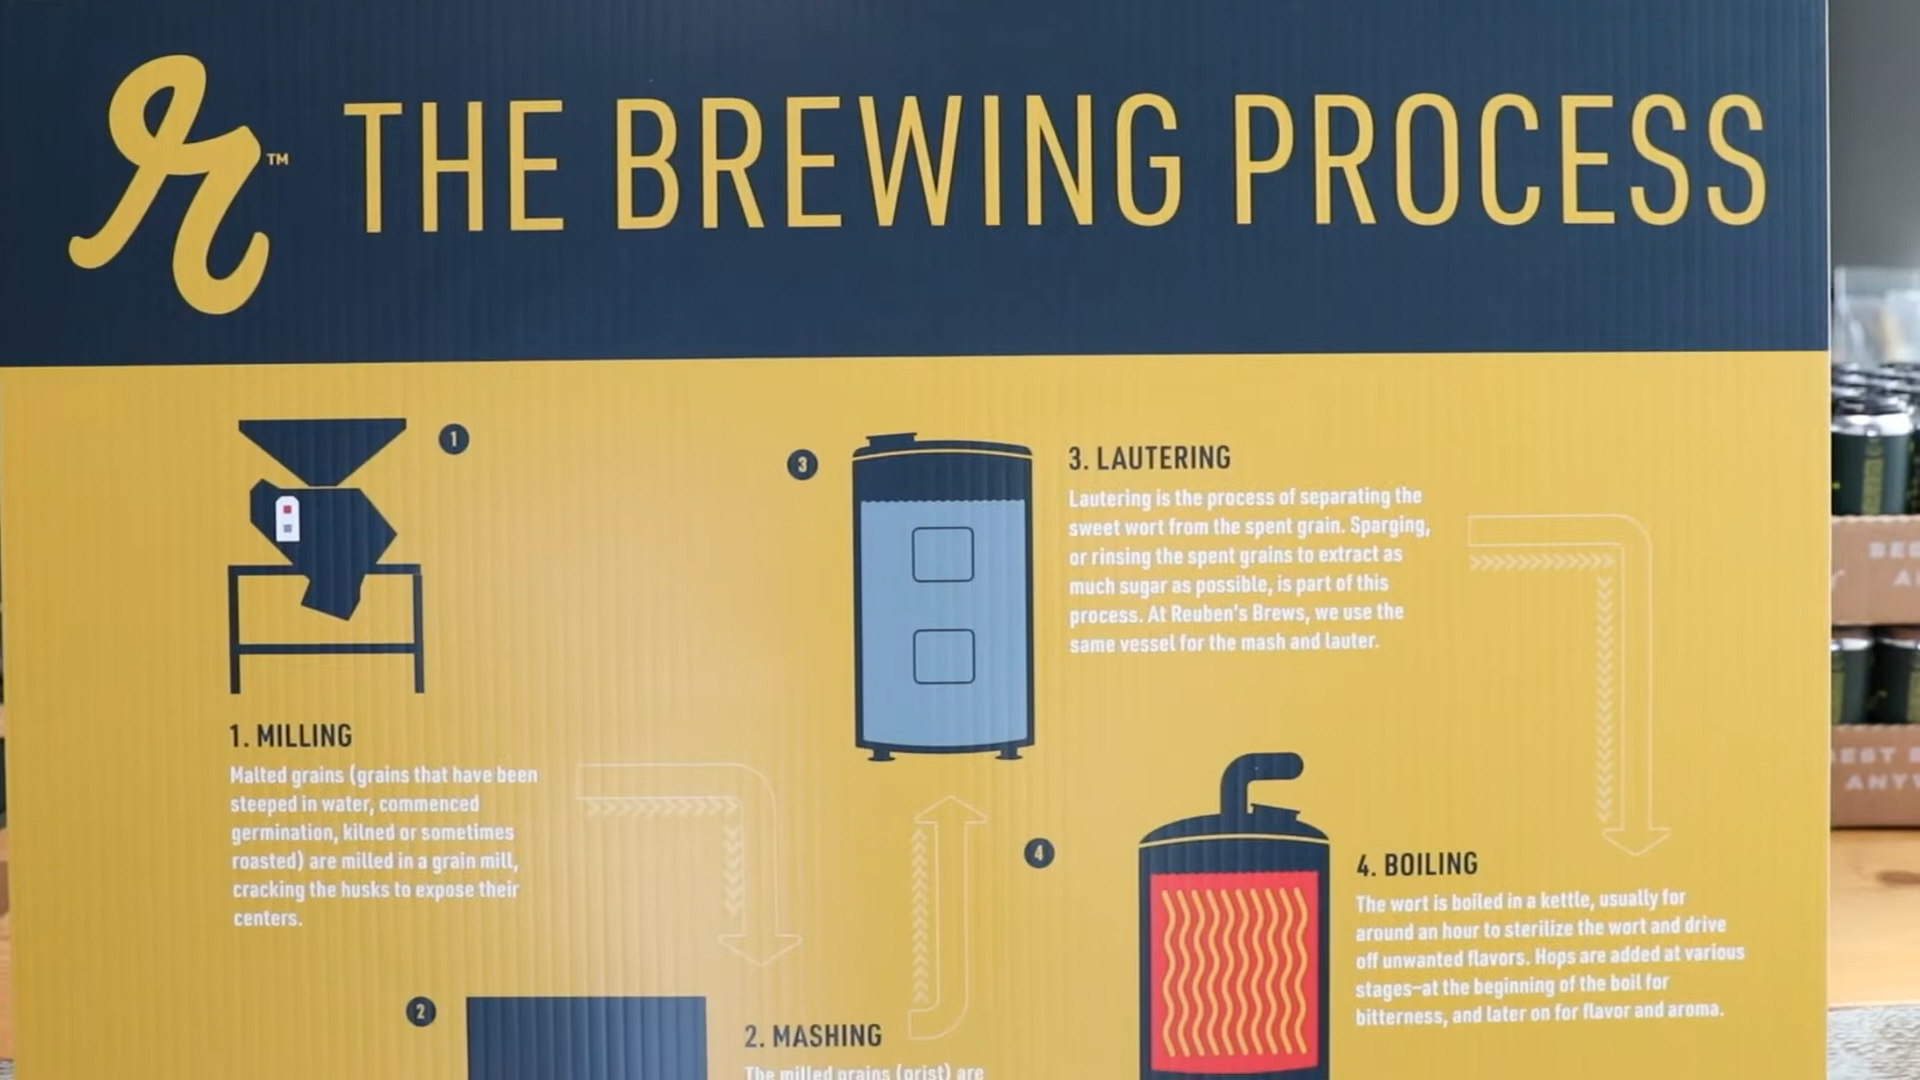 r™ THE BREWING PROCESS
1
1. MILLING
Malted grains (grains that have been
steeped in water, commenced
germination, kilned or sometimes
roasted) are milled in a grain mill,
cracking the husks to expose their
centers.
2
2. MASHING
The milled grains (grist) are
3
3. LAUTERING
Lautering is the process of separating the
sweet wort from the spent grain. Sparging,
or rinsing the spent grains to extract as
much sugar as possible, is part of this
process. At Reuben's Brews, we use the
same vessel for the mash and lauter.
4
4. BOILING
The wort is boiled in a kettle, usually for
around an hour to sterilize the wort and drive
off unwanted flavors. Hops are added at various
stages–at the beginning of the boil for
bitterness, and later on for flavor and aroma.